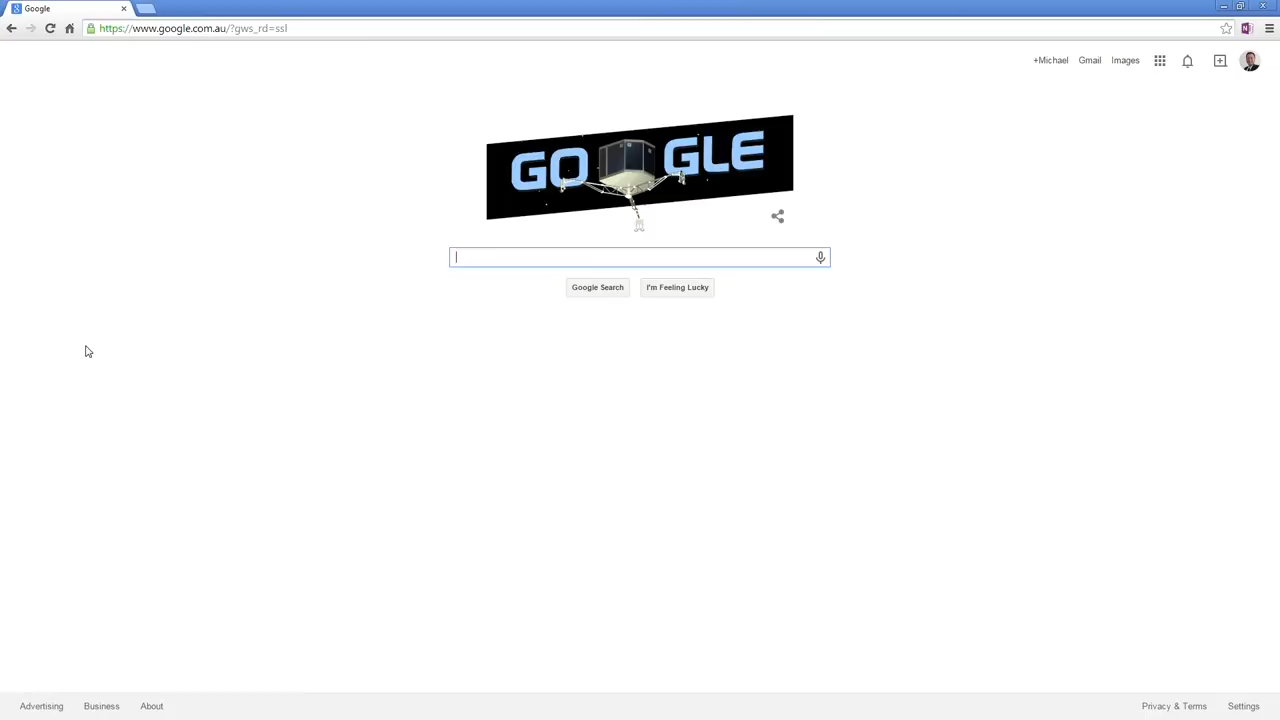 Google
https://www.google.com.au/?gws_rd=ssl
+Michael Gmail Images
GO GLE
Google Search I'm Feeling Lucky
Advertising Business About Privacy & Terms Settings